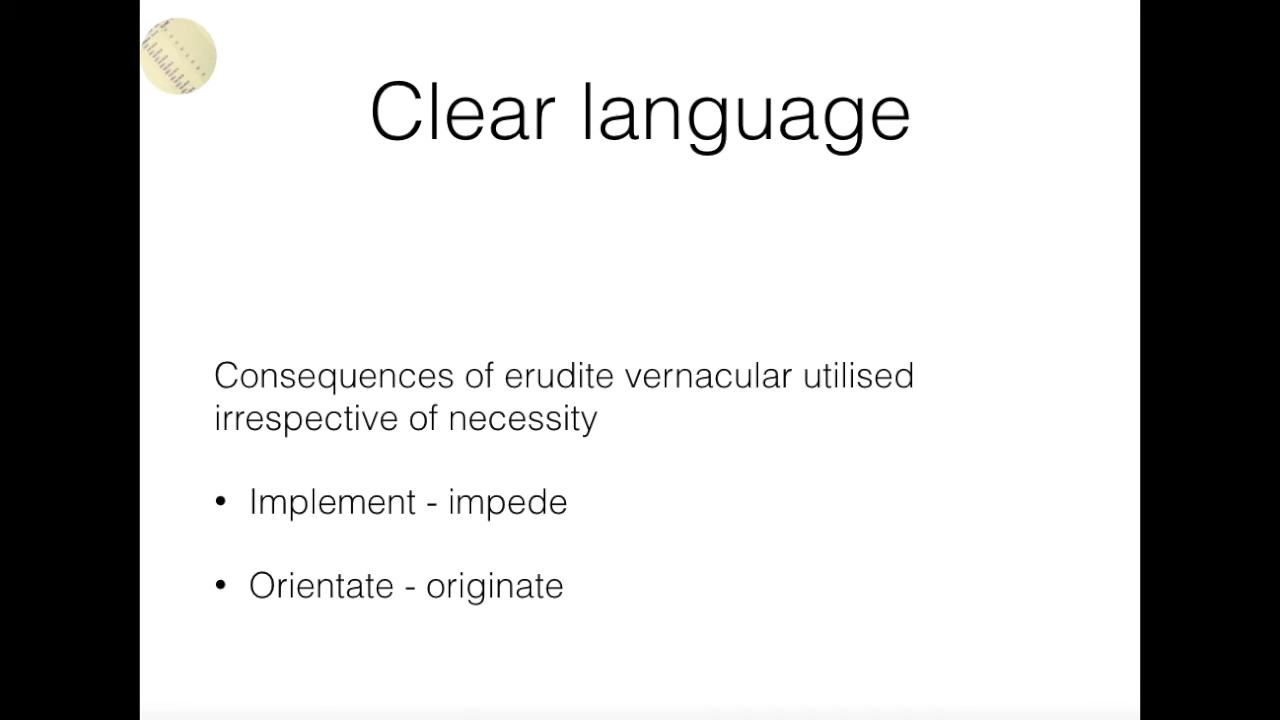 Clear language
Consequences of erudite vernacular utilised
irrespective of necessity
• Implement - impede
• Orientate - originate